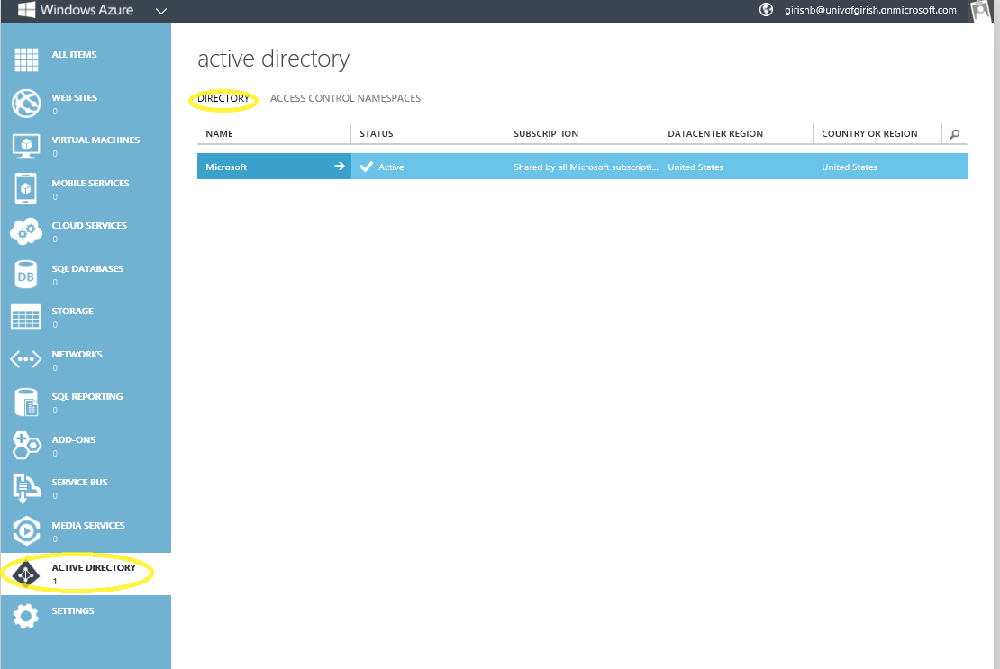 Windows Azure
girishb@univofgirish.onmicrosoft.com
ALL ITEMS
WEB SITES
0
VIRTUAL MACHINES
0
MOBILE SERVICES
0
CLOUD SERVICES
0
DB
SQL DATABASES
0
STORAGE
0
NETWORKS
0
SQL REPORTING
0
ADD-ONS
0
SERVICE BUS
0
MEDIA SERVICES
0
ACTIVE DIRECTORY
1
SETTINGS
active directory
DIRECTORY ACCESS CONTROL NAMESPACES
NAME STATUS SUBSCRIPTION DATACENTER REGION COUNTRY OR REGION
Microsoft Active Shared by all Microsoft subscripti... United States United States